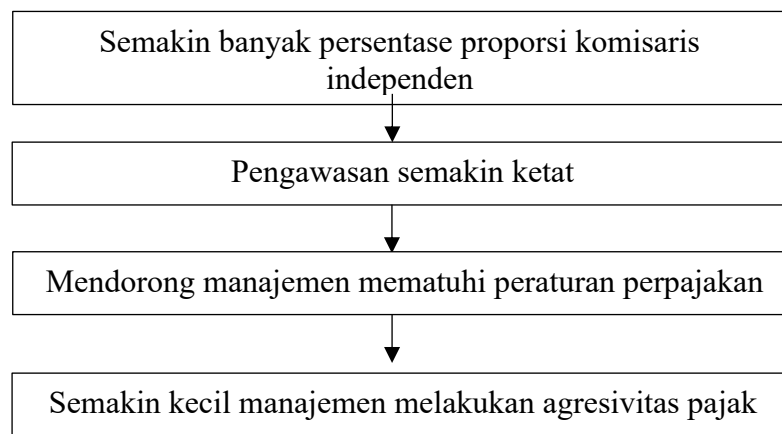 Semakin banyak persentase proporsi komisaris
independen
Pengawasan semakin ketat
Mendorong manajemen mematuhi peraturan perpajakan
Semakin kecil manajemen melakukan agresivitas pajak